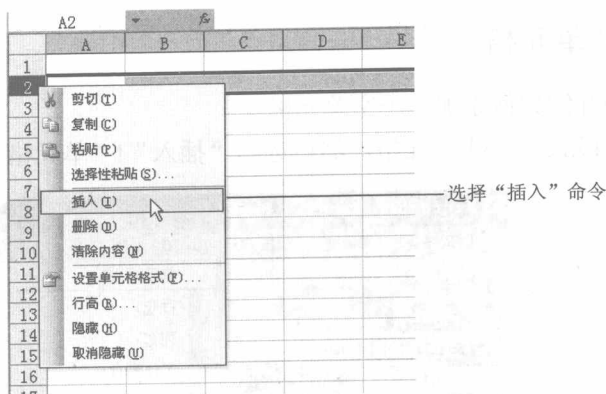 A2
A B C D E
1
2
3
4
5
6
7
8
9
10
11
12
13
14
15
16
17
剪切(T)
复制(C)
粘贴(P)
选择性粘贴(S)...
插入(I)
删除(D)
清除内容(N)
设置单元格格式(F)...
行高(R)...
隐藏(H)
取消隐藏(U)
选择“插入”命令